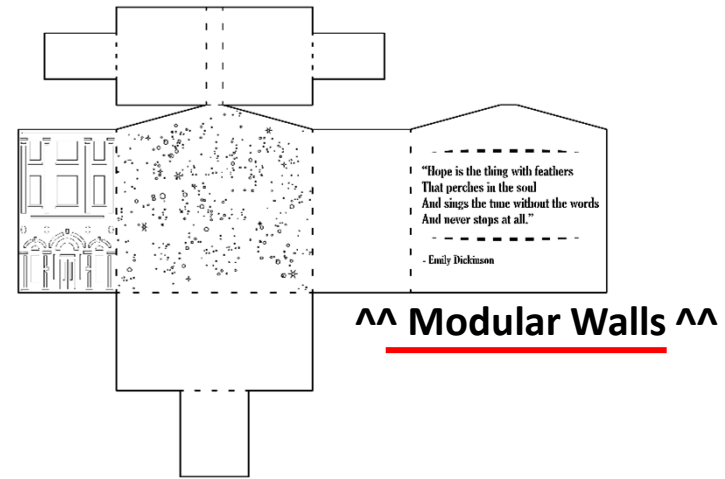 “Hope is the thing with feathers
That perches in the soul
And sings the tune without the words
And never stops at all.”
- Emily Dickinson
^^ Modular Walls ^^